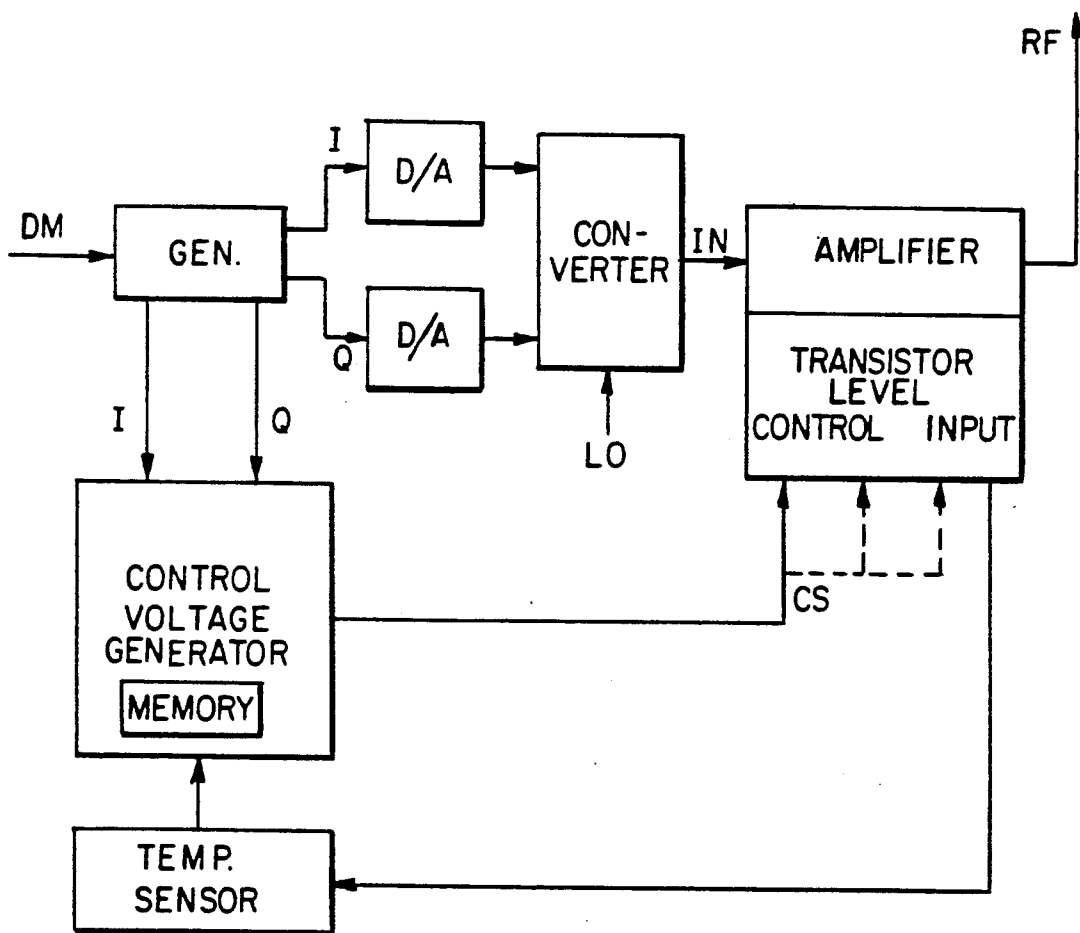 RF
I
D/A
DM
GEN.
CON-
VERTER
IN
AMPLIFIER
Q
D/A
TRANSISTOR
LEVEL
CONTROL INPUT
I
Q
LO
CONTROL
VOLTAGE
GENERATOR
MEMORY
CS
TEMP.
SENSOR